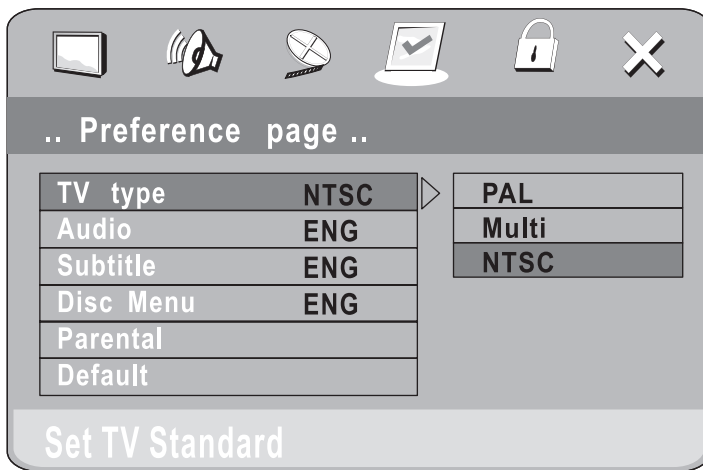 .. Preference page ..
TV type NTSC
PAL
Audio ENG
Multi
Subtitle ENG
NTSC
Disc Menu ENG
Parental
Default
Set TV Standard